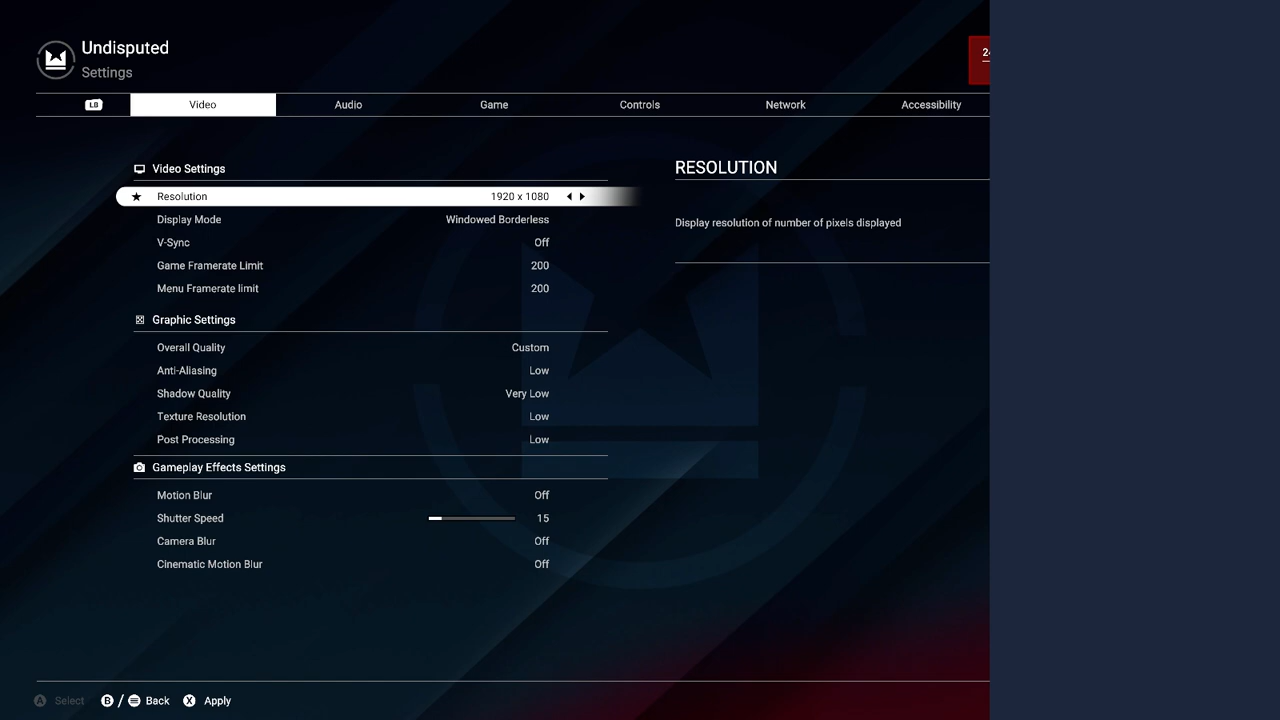 Undisputed
Settings
LB Video Audio Game Controls Network Accessibility
Video Settings
Resolution 1920 x 1080
Display Mode Windowed Borderless
V-Sync Off
Game Framerate Limit 200
Menu Framerate limit 200
Graphic Settings
Overall Quality Custom
Anti-Aliasing Low
Shadow Quality Very Low
Texture Resolution Low
Post Processing Low
Gameplay Effects Settings
Motion Blur Off
Shutter Speed 15
Camera Blur Off
Cinematic Motion Blur Off
RESOLUTION
Display resolution of number of pixels displayed
A Select B / Back X Apply